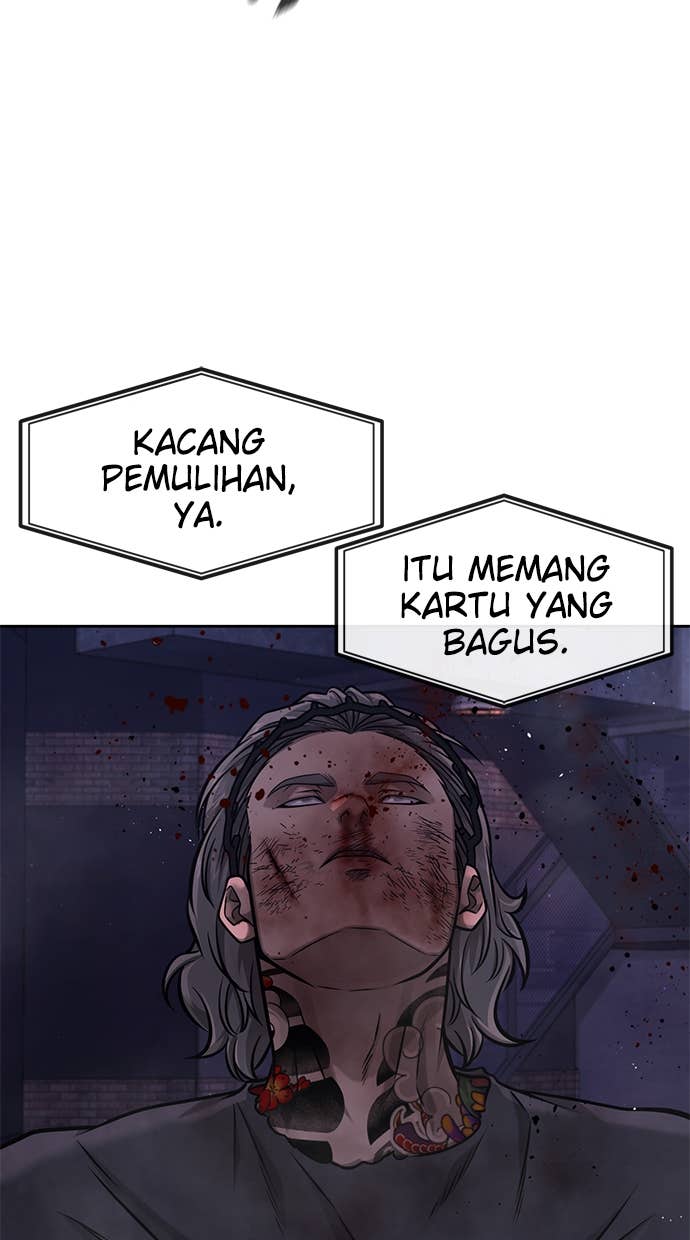 KACANG
PEMULIHAN,
YA.
ITU MEMANG
KARTU YANG
BAGUS.